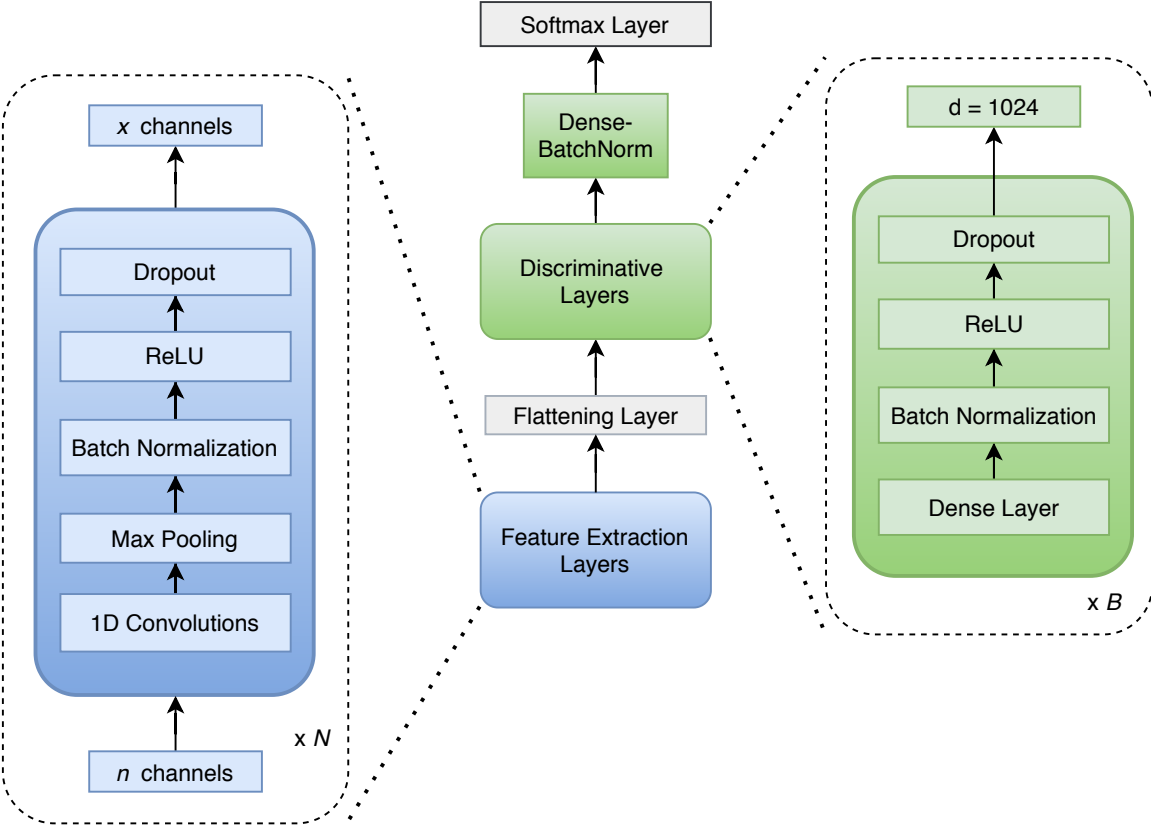 x channels
Dropout
ReLU
Batch Normalization
Max Pooling
1D Convolutions
n channels
x N
Softmax Layer
Dense-
BatchNorm
Discriminative
Layers
Flattening Layer
Feature Extraction
Layers
d = 1024
Dropout
ReLU
Batch Normalization
Dense Layer
x B